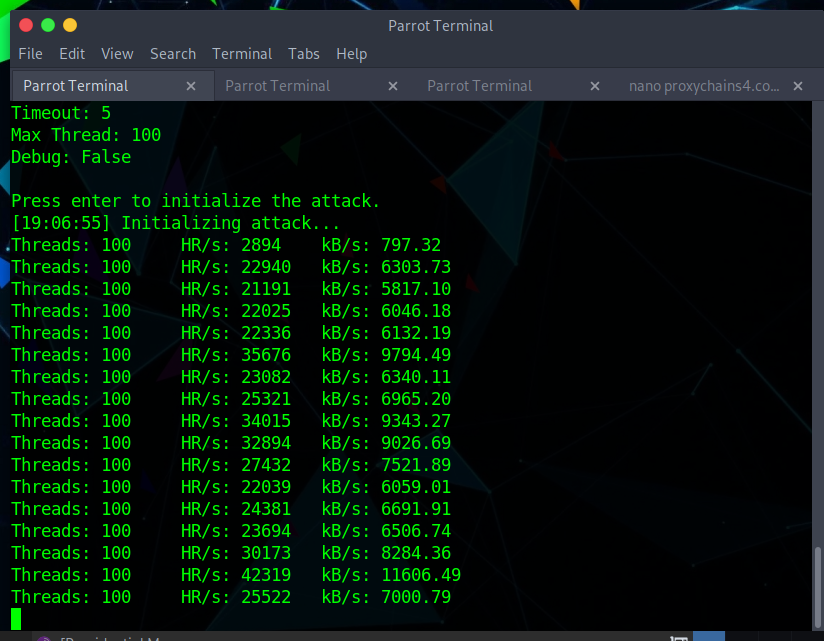 Parrot Terminal
File Edit View Search Terminal Tabs Help
Parrot Terminal × Parrot Terminal × Parrot Terminal × nano proxychains4.co... ×
Timeout: 5
Max Thread: 100
Debug: False
Press enter to initialize the attack.
[19:06:55] Initializing attack...
Threads: 100 HR/s: 2894 kB/s: 797.32
Threads: 100 HR/s: 22940 kB/s: 6303.73
Threads: 100 HR/s: 21191 kB/s: 5817.10
Threads: 100 HR/s: 22025 kB/s: 6046.18
Threads: 100 HR/s: 22336 kB/s: 6132.19
Threads: 100 HR/s: 35676 kB/s: 9794.49
Threads: 100 HR/s: 23082 kB/s: 6340.11
Threads: 100 HR/s: 25321 kB/s: 6965.20
Threads: 100 HR/s: 34015 kB/s: 9343.27
Threads: 100 HR/s: 32894 kB/s: 9026.69
Threads: 100 HR/s: 27432 kB/s: 7521.89
Threads: 100 HR/s: 22039 kB/s: 6059.01
Threads: 100 HR/s: 24381 kB/s: 6691.91
Threads: 100 HR/s: 23694 kB/s: 6506.74
Threads: 100 HR/s: 30173 kB/s: 8284.36
Threads: 100 HR/s: 42319 kB/s: 11606.49
Threads: 100 HR/s: 25522 kB/s: 7000.79